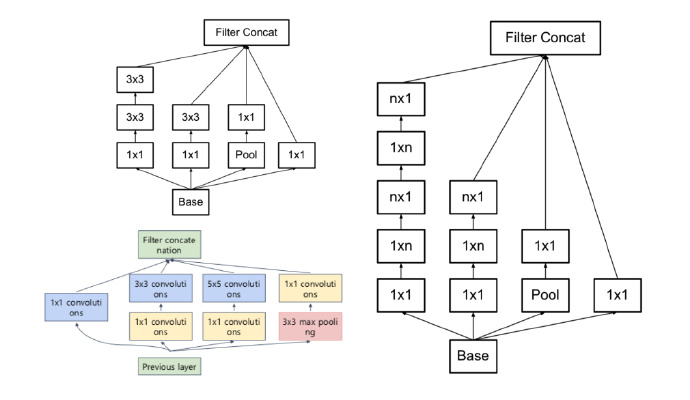 Filter Concat
3x3
3x3
3x3
1x1
1x1
1x1
Pool
1x1
Base
Filter concate
nation
3x3 convoluti
ons
5x5 convoluti
ons
1x1 convoluti
ons
1x1 convoluti
ons
1x1 convoluti
ons
1x1 convoluti
ons
3x3 max pooli
ng
Previous layer
Filter Concat
nx1
1xn
nx1
nx1
1xn
1xn
1x1
1x1
1x1
Pool
1x1
Base